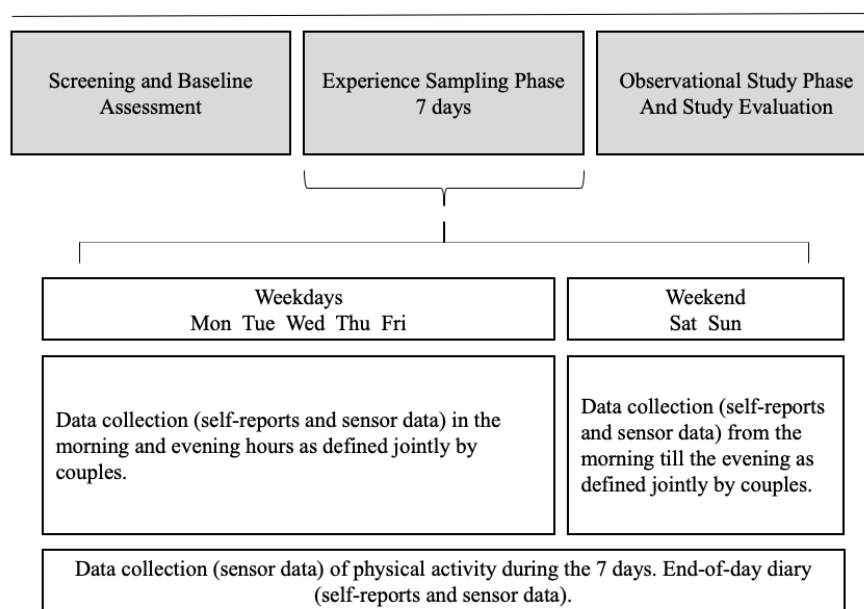 Screening and Baseline
Assessment
Experience Sampling Phase
7 days
Observational Study Phase
And Study Evaluation
Weekdays
Mon Tue Wed Thu Fri
Weekend
Sat Sun
Data collection (self-reports and sensor data) in the
morning and evening hours as defined jointly by
couples.
Data collection (self-reports
and sensor data) from the
morning till the evening as
defined jointly by couples.
Data collection (sensor data) of physical activity during the 7 days. End-of-day diary
(self-reports and sensor data).